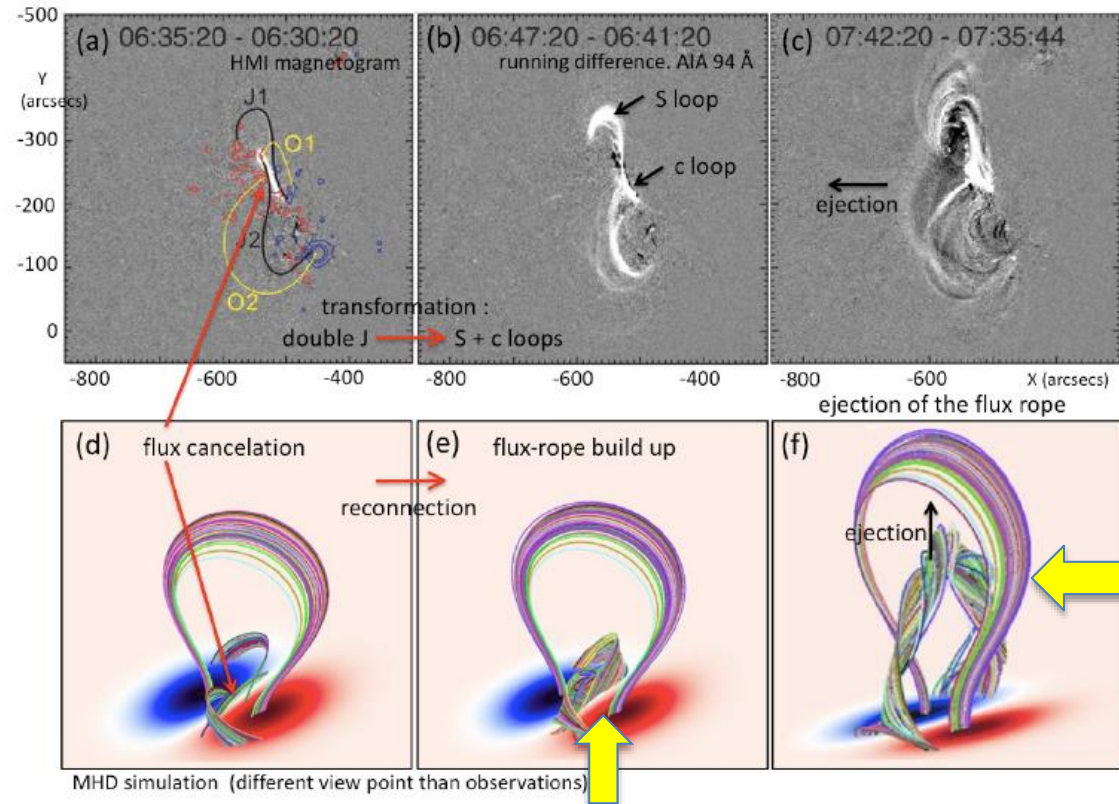 -500
-400
-300
-200
-100
0
Y
(arcsecs)
(a) 06:35:20 - 06:30:20
HMI magnetogram
J1
O1
J2
O2
(b) 06:47:20 - 06:41:20
running difference. AIA 94 Å
S loop
c loop
(c) 07:42:20 - 07:35:44
ejection
transformation :
double J S + c loops
-800 -600 -400
-800 -600 -400
-800 -600 X (arcsecs)
ejection of the flux rope
(d) flux cancelation
reconnection
(e) flux-rope build up
(f)
ejection
MHD simulation (different view point than observations)